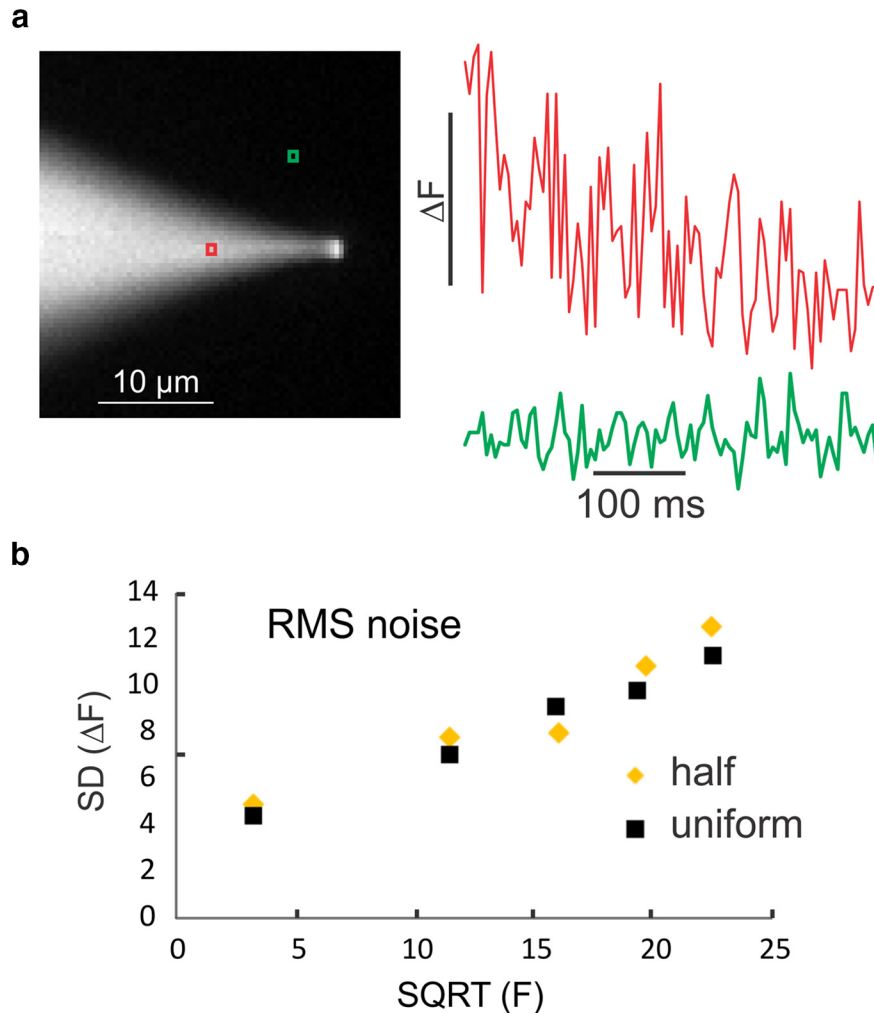 a
10 µm
ΔF
100 ms
b
RMS noise
SD (ΔF)
14
12
10
8
6
4
2
0
half
uniform
0 5 10 15 20 25
SQRT (F)